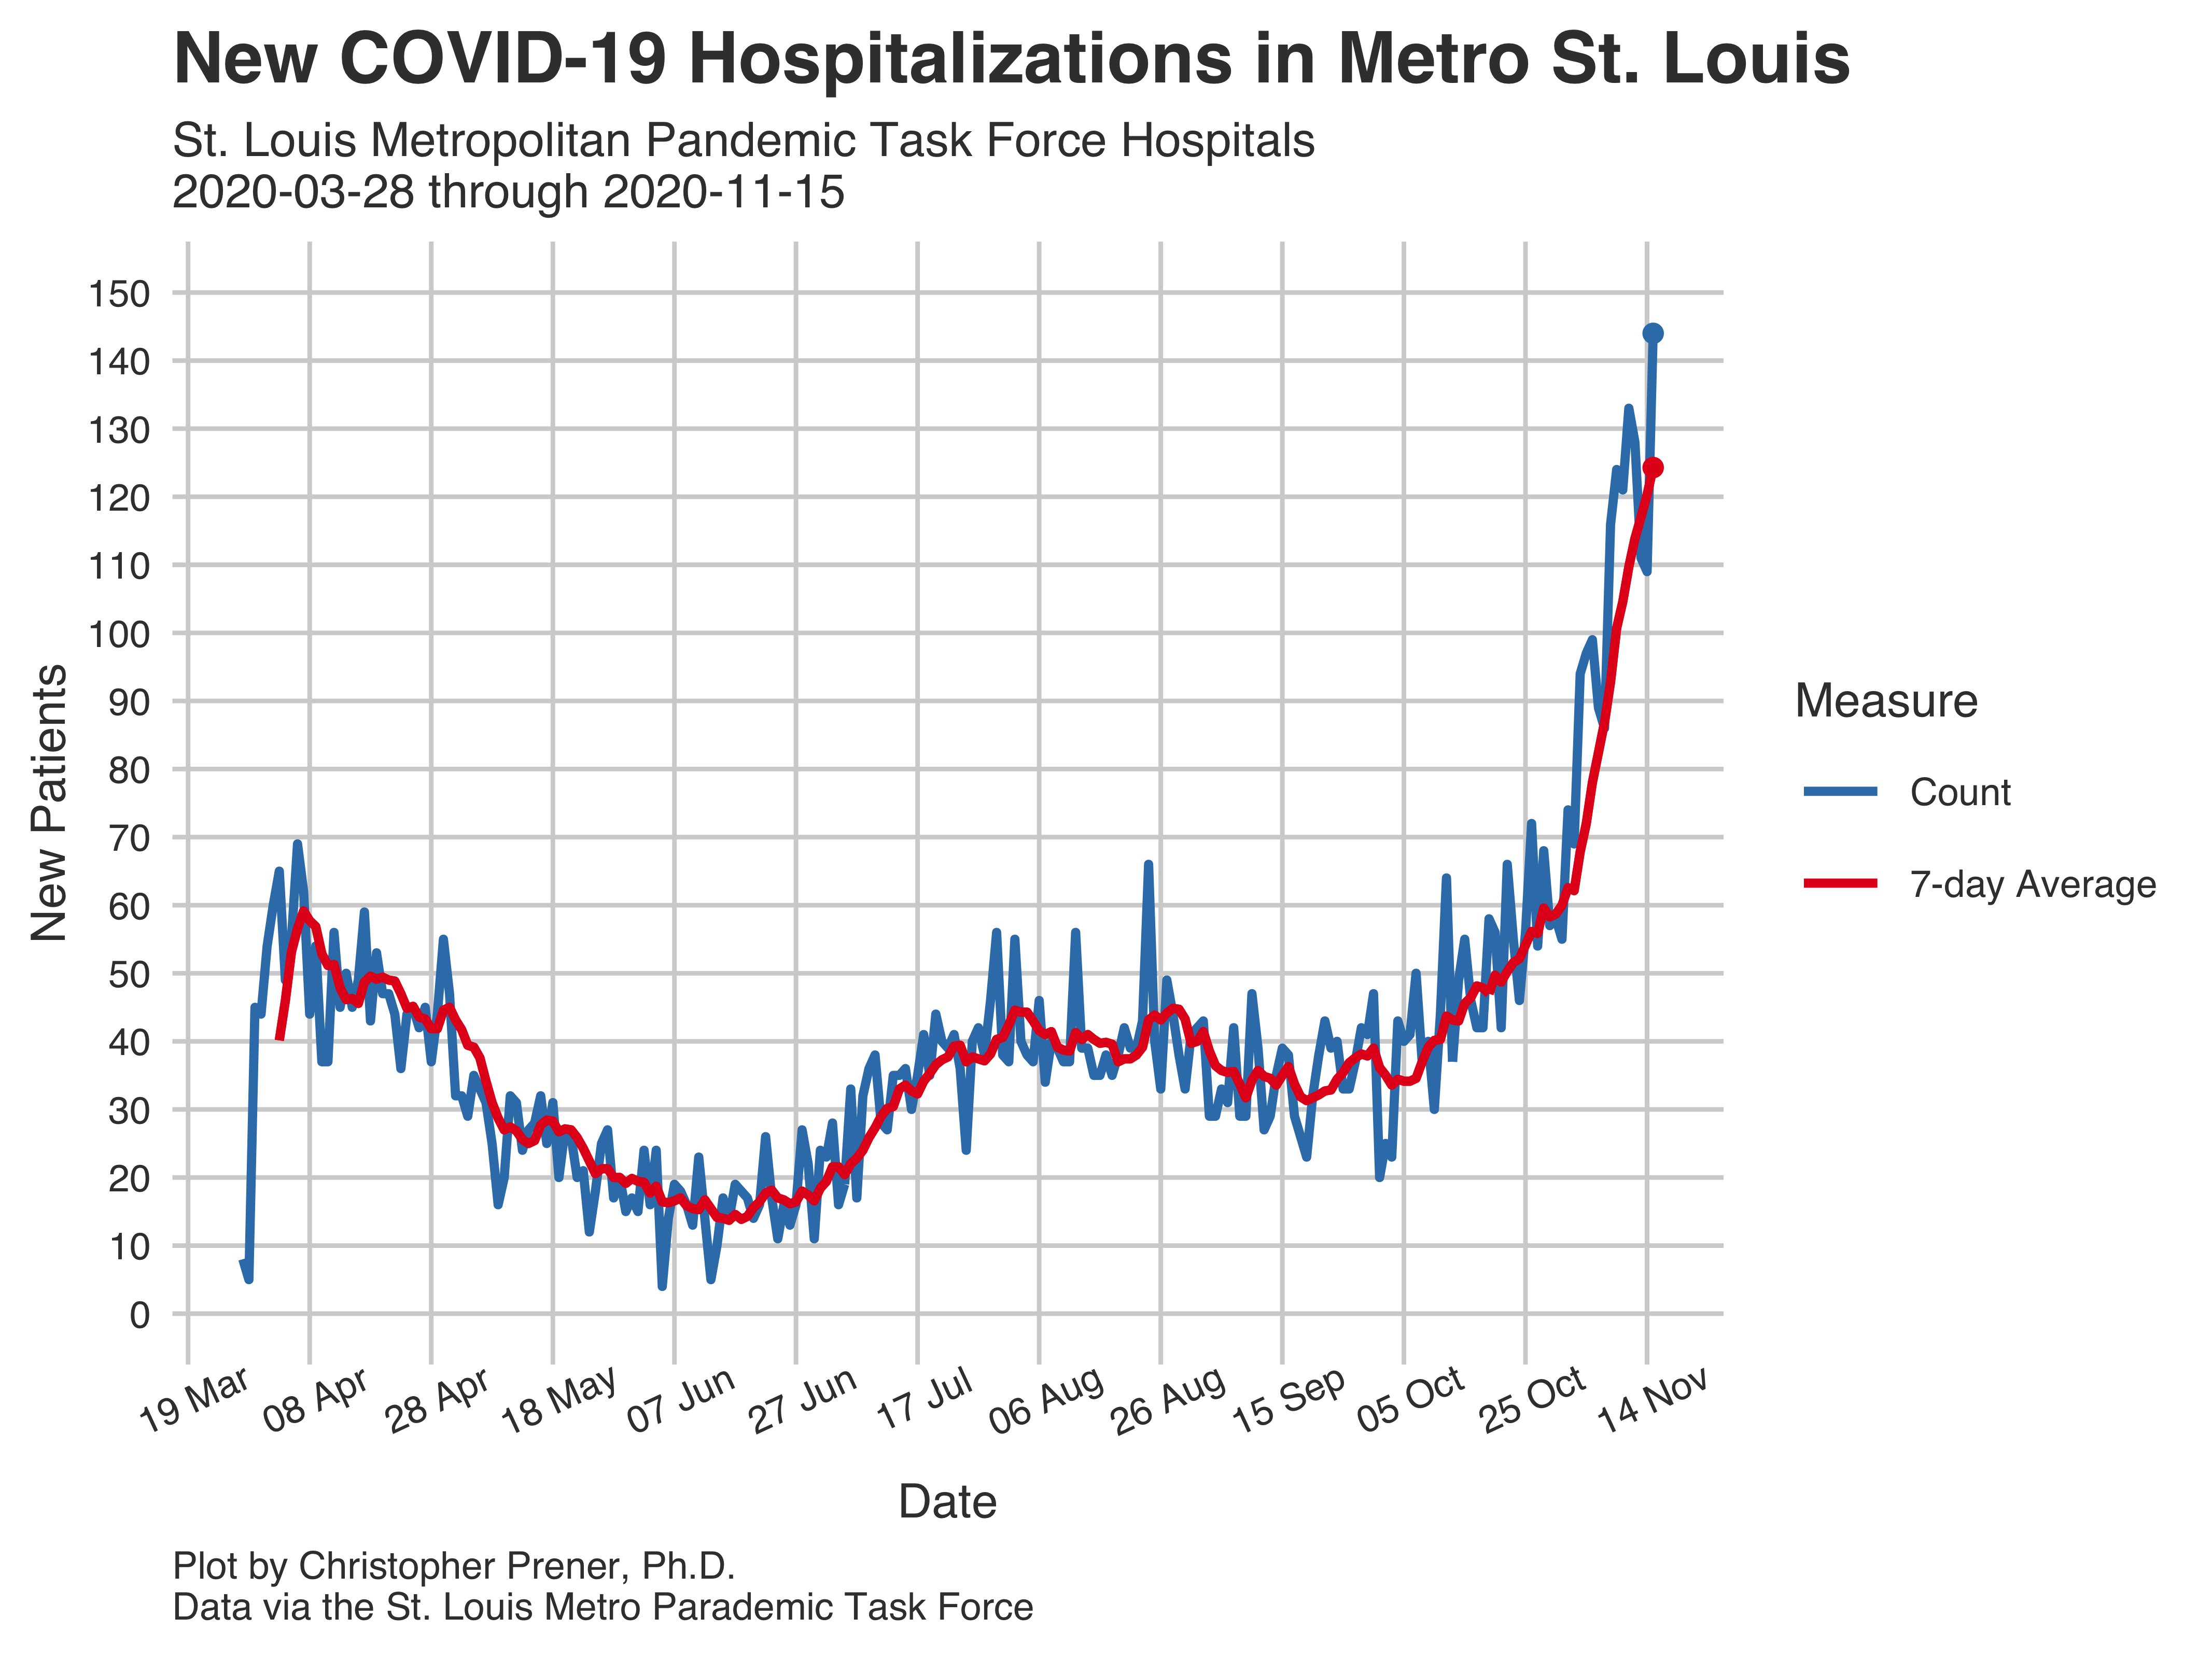 New COVID-19 Hospitalizations in Metro St. Louis
St. Louis Metropolitan Pandemic Task Force Hospitals
2020-03-28 through 2020-11-15
150
140
130
120
110
100
90
80
70
60
50
40
30
20
10
0
New Patients
19 Mar
08 Apr
28 Apr
18 May
07 Jun
27 Jun
17 Jul
06 Aug
26 Aug
15 Sep
05 Oct
25 Oct
14 Nov
Date
Measure
Count
7-day Average
Plot by Christopher Prener, Ph.D.
Data via the St. Louis Metro Parademic Task Force